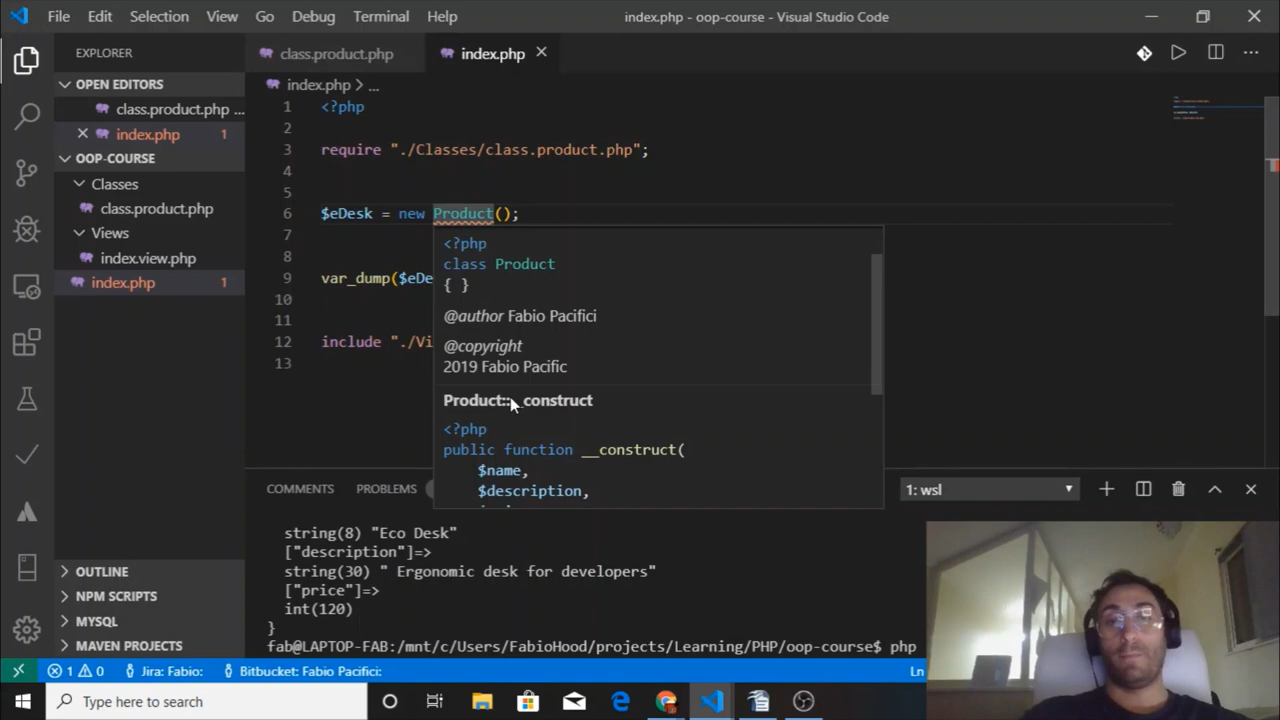 File Edit Selection View Go Debug Terminal Help
index.php - oop-course - Visual Studio Code
EXPLORER
class.product.php
index.php
OPEN EDITORS
class.product.php ...
index.php 1
OOP-COURSE
Classes
class.product.php
Views
index.view.php
index.php 1
OUTLINE
NPM SCRIPTS
MYSQL
MAVEN PROJECTS
index.php > ...
1 <?php
2
3 require "./Classes/class.product.php";
4
5
6 $eDesk = new Product();
7
8
9 var_dump($eDe
10
11
12 include "./Vi
13
<?php
class Product
{ }
@author Fabio Pacifici
@copyright
2019 Fabio Pacific
Product::__construct
<?php
public function __construct(
$name,
$description,
COMMENTS PROBLEMS
1: wsl
string(8) "Eco Desk"
["description"]=>
string(30) " Ergonomic desk for developers"
["price"]=>
int(120)
}
fab@LAPTOP-FAB:/mnt/c/Users/FabioHood/projects/Learning/PHP/oop-course$ php
1 0 Jira: Fabio: Bitbucket: Fabio Pacifici: Ln
Type here to search